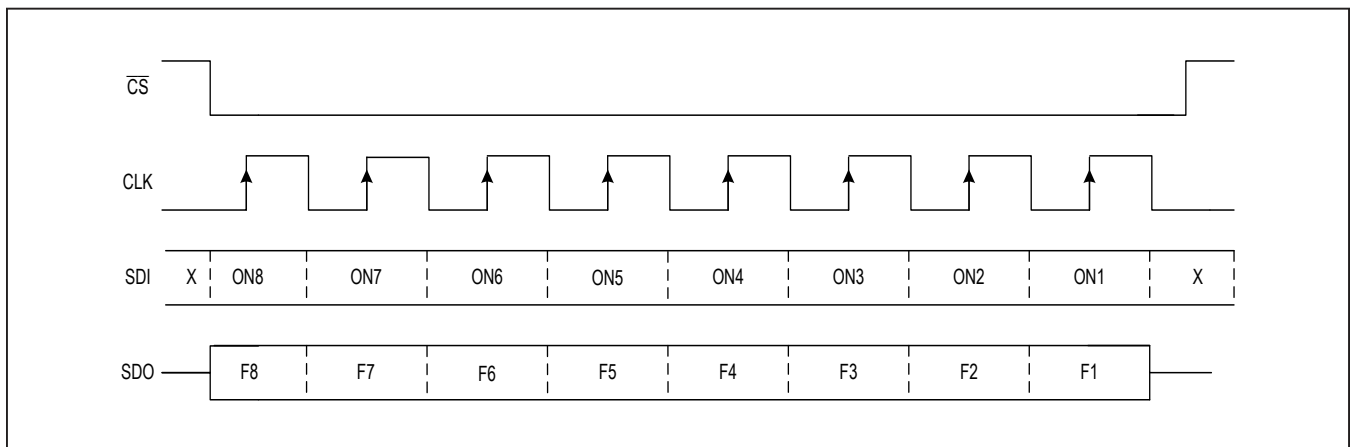 CS
CLK
SDI X ON8 ON7 ON6 ON5 ON4 ON3 ON2 ON1 X
SDO F8 F7 F6 F5 F4 F3 F2 F1